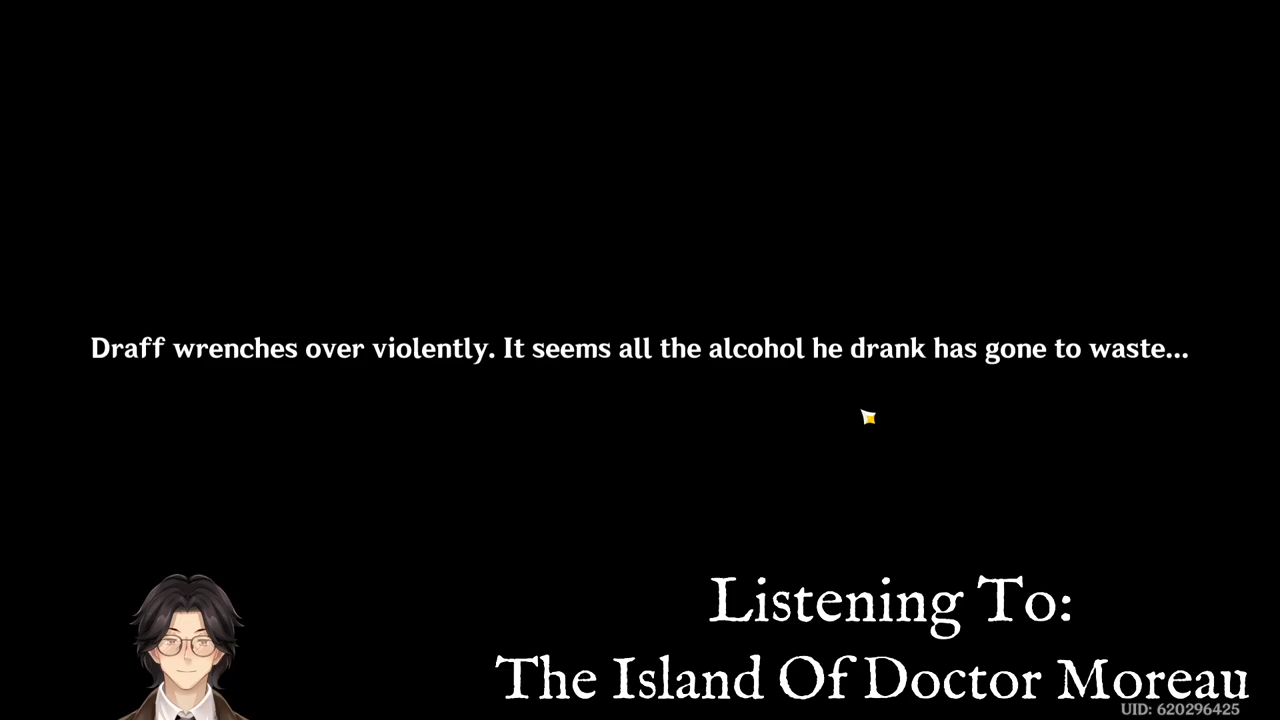 Draff wrenches over violently. It seems all the alcohol he drank has gone to waste...
Listening To:
The Island Of Doctor Moreau
UID: 620296425